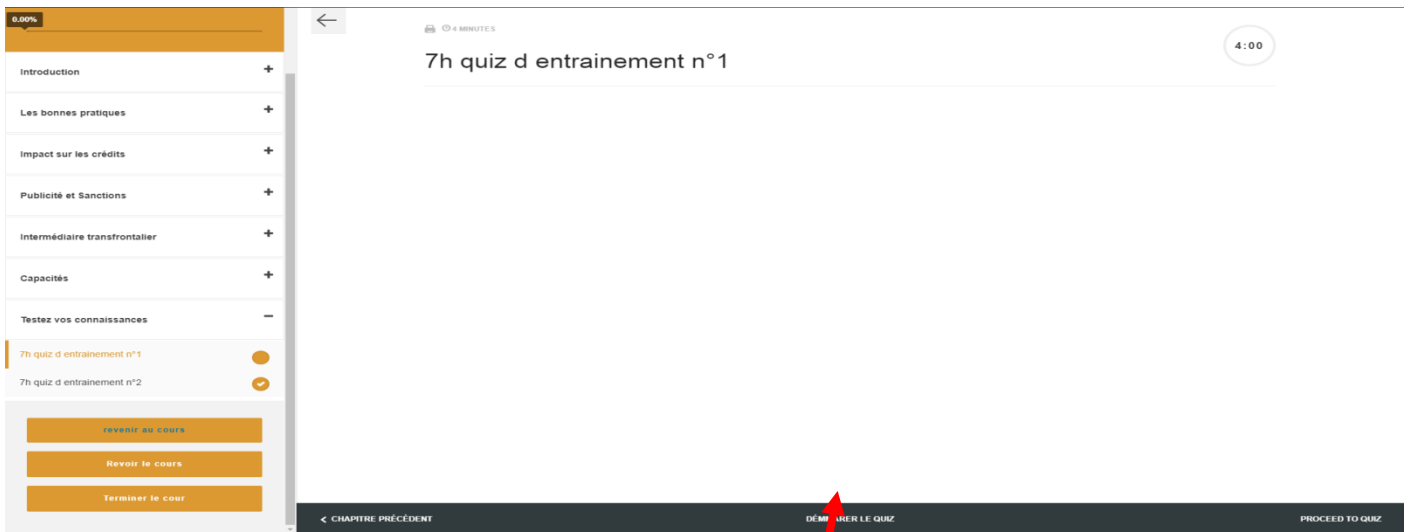 0.00%
Introduction
Les bonnes pratiques
Impact sur les crédits
Publicité et Sanctions
Intermédiaire transfrontalier
Capacités
Testez vos connaissances
7h quiz d entrainement n°1
7h quiz d entrainement n°2
revenir au cours
Revoir le cours
Terminer le cour
4 MINUTES
7h quiz d entrainement n°1
4:00
CHAPITRE PRÉCÉDENT
LE QUIZ
PROCEED TO QUIZ